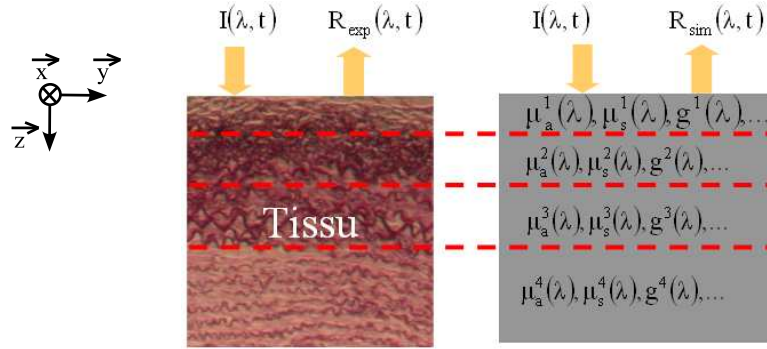 I(λ,t) R_exp(λ,t) I(λ,t) R_sim(λ,t)
x y
z
Tissu
μ_a^1(λ), μ_s^1(λ), g^1(λ),...
μ_a^2(λ), μ_s^2(λ), g^2(λ),...
μ_a^3(λ), μ_s^3(λ), g^3(λ),...
μ_a^4(λ), μ_s^4(λ), g^4(λ),...